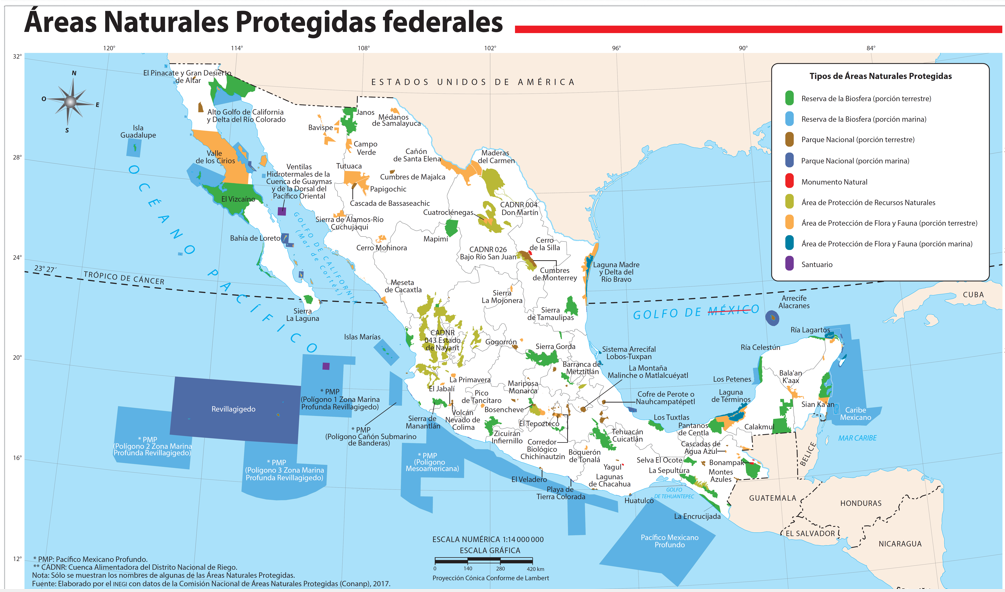 Áreas Naturales Protegidas federales
120°
114°
108°
102°
96°
90°
84°
32°
28°
24°
23° 27'
20°
16°
12°
N
O
E
S
ESTADOS UNIDOS DE AMÉRICA
Tipos de Áreas Naturales Protegidas
Reserva de la Biosfera (porción terrestre)
Reserva de la Biosfera (porción marina)
Parque Nacional (porción terrestre)
Parque Nacional (porción marina)
Monumento Natural
Área de Protección de Recursos Naturales
Área de Protección de Flora y Fauna (porción terrestre)
Área de Protección de Flora y Fauna (porción marina)
Santuario
El Pinacate y Gran Desierto
de Altar
Alto Golfo de California
y Delta del Río Colorado
Isla
Guadalupe
Valle
de los Cirios
El Vizcaíno
Ventilas
Hidrotermales de la
Cuenca de Guaymas
y de la Dorsal del
Pacífico Oriental
Bahía de Loreto
Sierra
La Laguna
Bavispe
Janos
Médanos
de Samalayuca
Campo
Verde
Tutuaca
Papigochic
Cascada de Bassaseachic
Cumbres de Majalca
Cañón
de Santa Elena
Maderas
del Carmen
Sierra de Álamos-Río
Cuchujaqui
Cerro Mohinora
Cuatrociénegas
Mapimí
CADNR 004
Don Martín
CADNR 026
Bajo Río San Juan
Cerro
de la Silla
Cumbres
de Monterrey
Laguna Madre
y Delta del
Río Bravo
Meseta
de Cacaxtla
Sierra
La Mojonera
Sierra
de Tamaulipas
OCÉANO PACÍFICO
GOLFO DE CALIFORNIA
(Mar de Cortés)
TRÓPICO DE CÁNCER
GOLFO DE MÉXICO
CUBA
Arrecife
Alacranes
Islas Marías
CADNR
043 Estado
de Nayarit
Gogorrón
Sierra Gorda
Sistema Arrecifal
Lobos-Tuxpan
Barranca de
Metztitlán
La Montaña
Malinche o Matlalcuéyatl
Cofre de Perote o
Nauhcampatépetl
Ría Lagartos
Ría Celestún
Bala'an
K'aax
Los Petenes
Laguna
de Términos
Sian Ka'an
Calakmul
Caribe
Mexicano
MAR CARIBE
La Primavera
El Jabalí
Pico
de Tancítaro
Mariposa
Monarca
Bosencheve
Volcán
Nevado de
Colima
Sierra de
Manantlán
Zicuirán
Infiernillo
El Tepozteco
Corredor
Biológico
Chichinautzin
Tehuacán
Cuicatlán
Boquerón
de Tonalá
Los Tuxtlas
Pantanos
de Centla
Cascadas de
Agua Azul
Selva El Ocote
La Sepultura
Bonampak
Montes
Azules
Yagul
Lagunas
de Chacahua
El Veladero
Playa de
Tierra Colorada
Huatulco
GOLFO
DE TEHUANTEPEC
La Encrucijada
BELICE
GUATEMALA
HONDURAS
EL SALVADOR
NICARAGUA
Revillagigedo
* PMP
(Polígono 1 Zona Marina
Profunda Revillagigedo)
* PMP
(Polígono 2 Zona Marina
Profunda Revillagigedo)
* PMP
(Polígono 3 Zona Marina
Profunda Revillagigedo)
* PMP
(Polígono Cañón Submarino
de Banderas)
* PMP
(Polígono
Mesoamericana)
Pacífico Mexicano
Profundo
ESCALA NUMÉRICA 1:14 000 000
ESCALA GRÁFICA
0 140 280 420 km
Proyección Cónica Conforme de Lambert
* PMP: Pacífico Mexicano Profundo.
** CADNR: Cuenca Alimentadora del Distrito Nacional de Riego.
Nota: Sólo se muestran los nombres de algunas de las Áreas Naturales Protegidas.
Fuente: Elaborado por el INEGI con datos de la Comisión Nacional de Áreas Naturales Protegidas (Conanp), 2017.